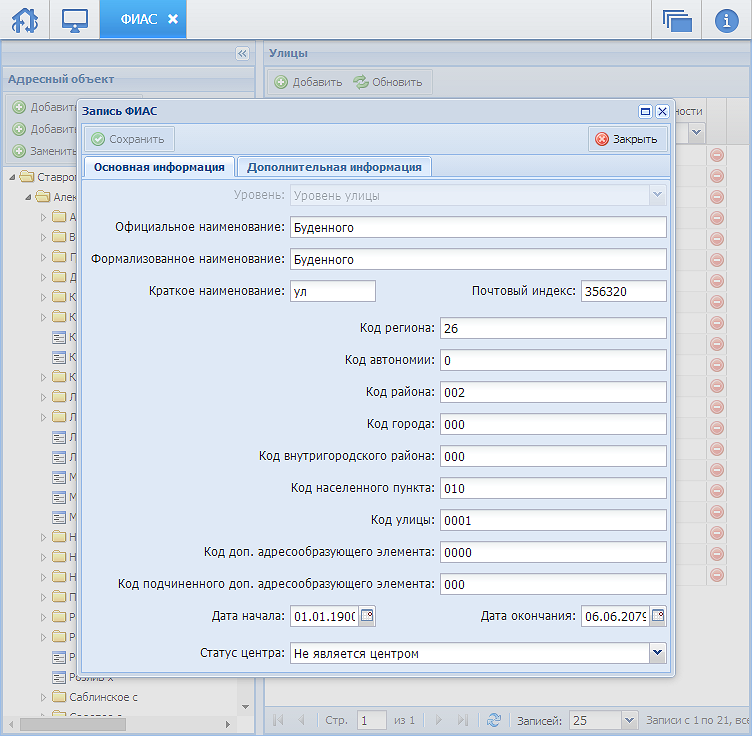 ФИАС
Улицы
Адресный объект
Добавить Обновить
Добавить
Добавит
Заменить
Запись ФИАС
Сохранить Закрыть
Основная информация Дополнительная информация
Уровень: Уровень улицы
Официальное наименование: Буденного
Формализованное наименование: Буденного
Краткое наименование: ул Почтовый индекс: 356320
Код региона: 26
Код автономии: 0
Код района: 002
Код города: 000
Код внутригородского района: 000
Код населенного пункта: 010
Код улицы: 0001
Код доп. адресообразующего элемента: 0000
Код подчиненного доп. адресообразующего элемента: 000
Дата начала: 01.01.1900 Дата окончания: 06.06.2079
Статус центра: Не является центром
ности
Ставро
Алек
Розлив х
Саблинское с
Стр. 1 из 1 Записей: 25 Записи с 1 по 21, все